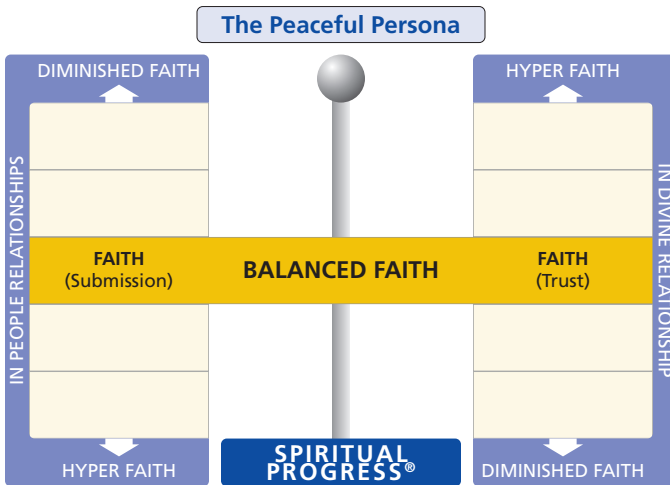 The Peaceful Persona
DIMINISHED FAITH
HYPER FAITH
IN PEOPLE RELATIONSHIPS
FAITH
(Submission)
BALANCED FAITH
FAITH
(Trust)
IN DIVINE RELATIONSHIP
HYPER FAITH
SPIRITUAL
PROGRESS®
DIMINISHED FAITH